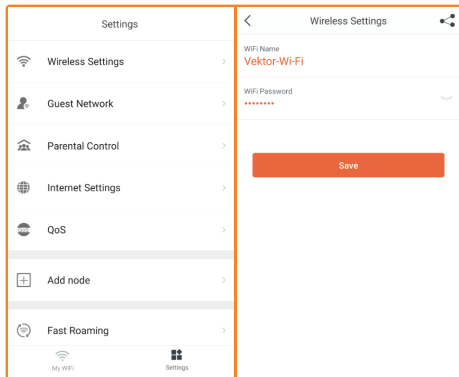 Settings
Wireless Settings
Guest Network
Parental Control
Internet Settings
QoS
Add node
Fast Roaming
My WiFi
Settings
Wireless Settings
WiFi Name
Vektor-Wi-Fi
WiFi Password
••••••••
Save